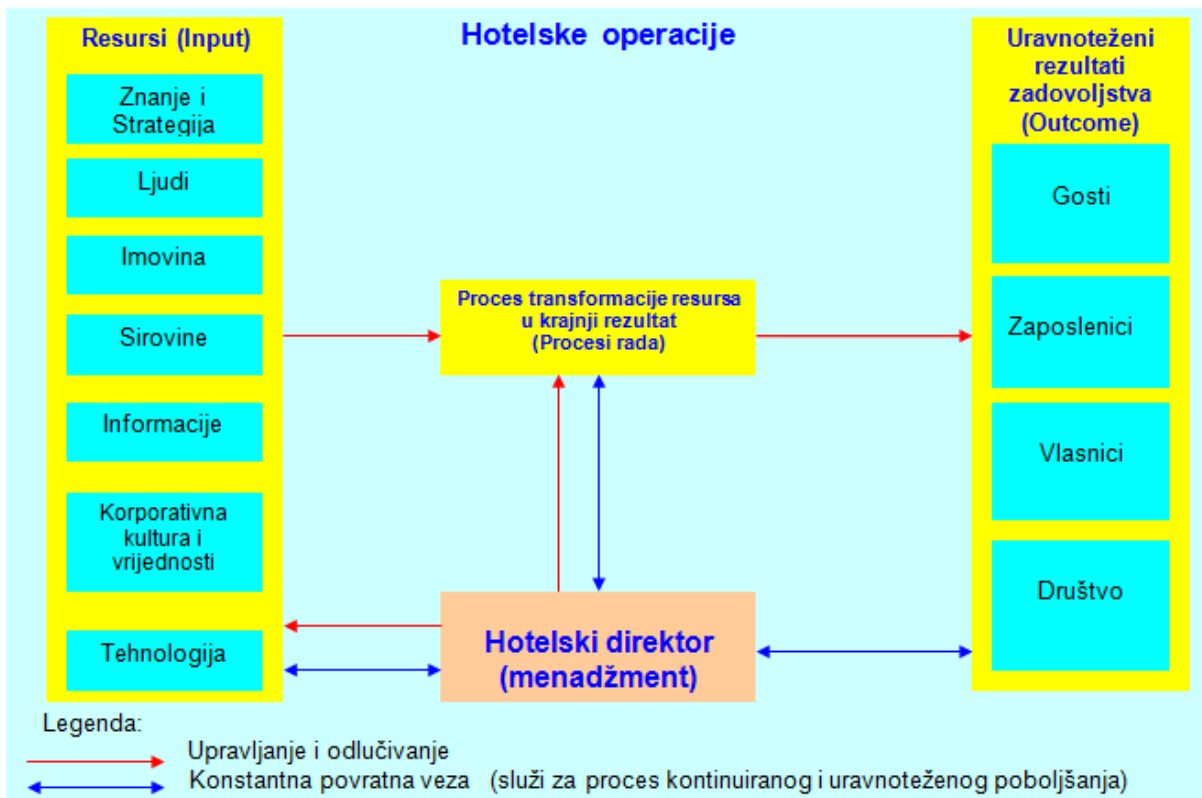 Hotelske operacije
Resursi (Input)
Znanje i
Strategija
Ljudi
Imovina
Sirovine
Informacije
Korporativna
kultura i
vrijednosti
Tehnologija
Proces transformacije resursa
u krajnji rezultat
(Procesi rada)
Hotelski direktor
(menadžment)
Uravnoteženi
rezultati
zadovoljstva
(Outcome)
Gosti
Zaposlenici
Vlasnici
Društvo
Legenda:
Upravljanje i odlučivanje
Konstantna povratna veza (služi za proces kontinuiranog i uravnoteženog poboljšanja)